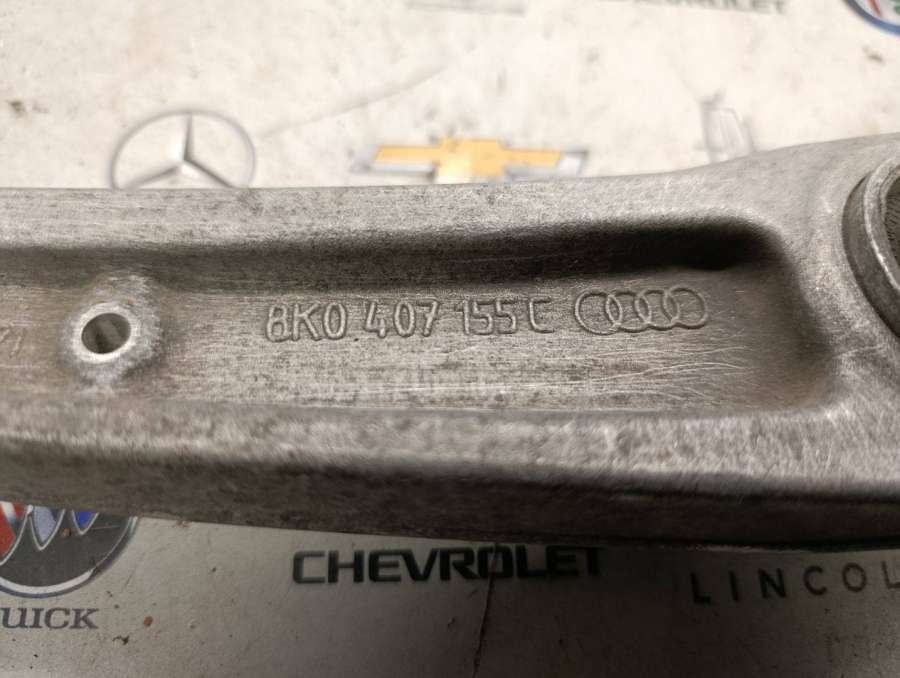 8K0 407 155 C
CHEVROLET
LINCOL
UICK